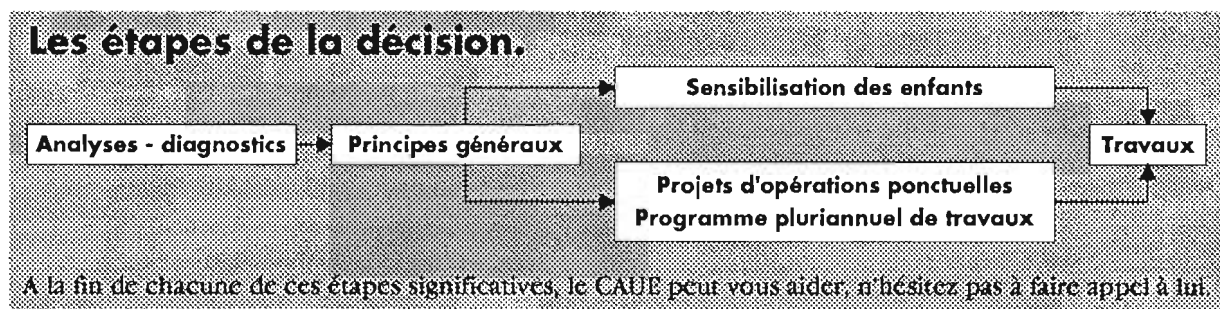 Les étapes de la décision.
Sensibilisation des enfants
Analyses - diagnostics
Principes généraux
Travaux
Projets d'opérations ponctuelles
Programme pluriannuel de travaux
A la fin de chacune de ces étapes significatives, le CAUE peut vous aider, n'hésitez pas à faire appel à lui.